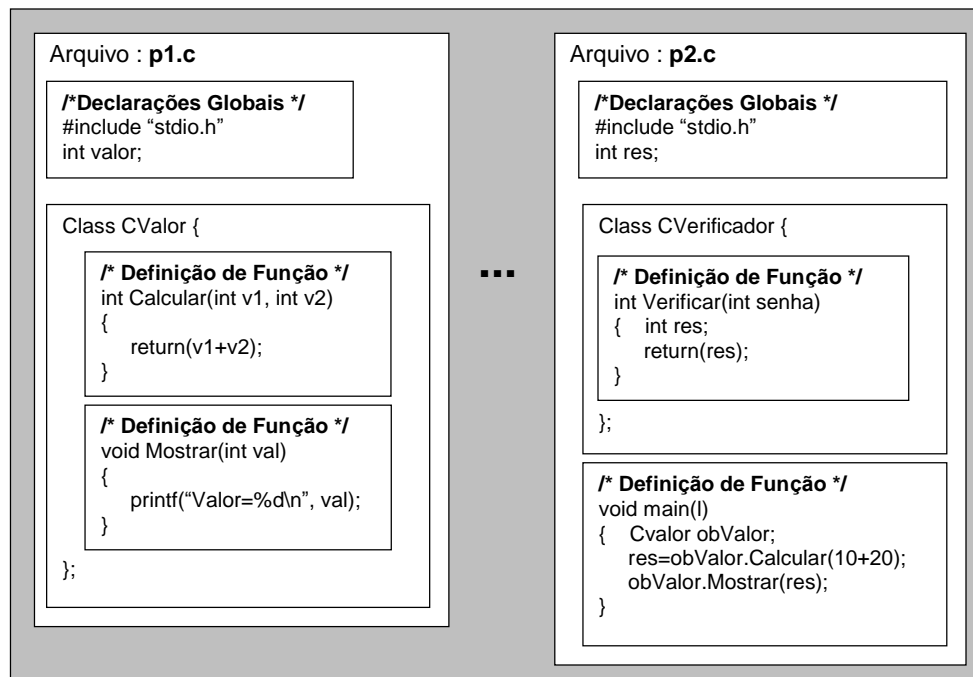 Arquivo : p1.c
/*Declarações Globais */
#include “stdio.h”
int valor;
Class CValor {
/* Definição de Função */
int Calcular(int v1, int v2)
{
return(v1+v2);
}
/* Definição de Função */
void Mostrar(int val)
{
printf(“Valor=%d\n”, val);
}
};
...
Arquivo : p2.c
/*Declarações Globais */
#include “stdio.h”
int res;
Class CVerificador {
/* Definição de Função */
int Verificar(int senha)
{ int res;
return(res);
}
};
/* Definição de Função */
void main(l)
{ Cvalor obValor;
res=obValor.Calcular(10+20);
obValor.Mostrar(res);
}